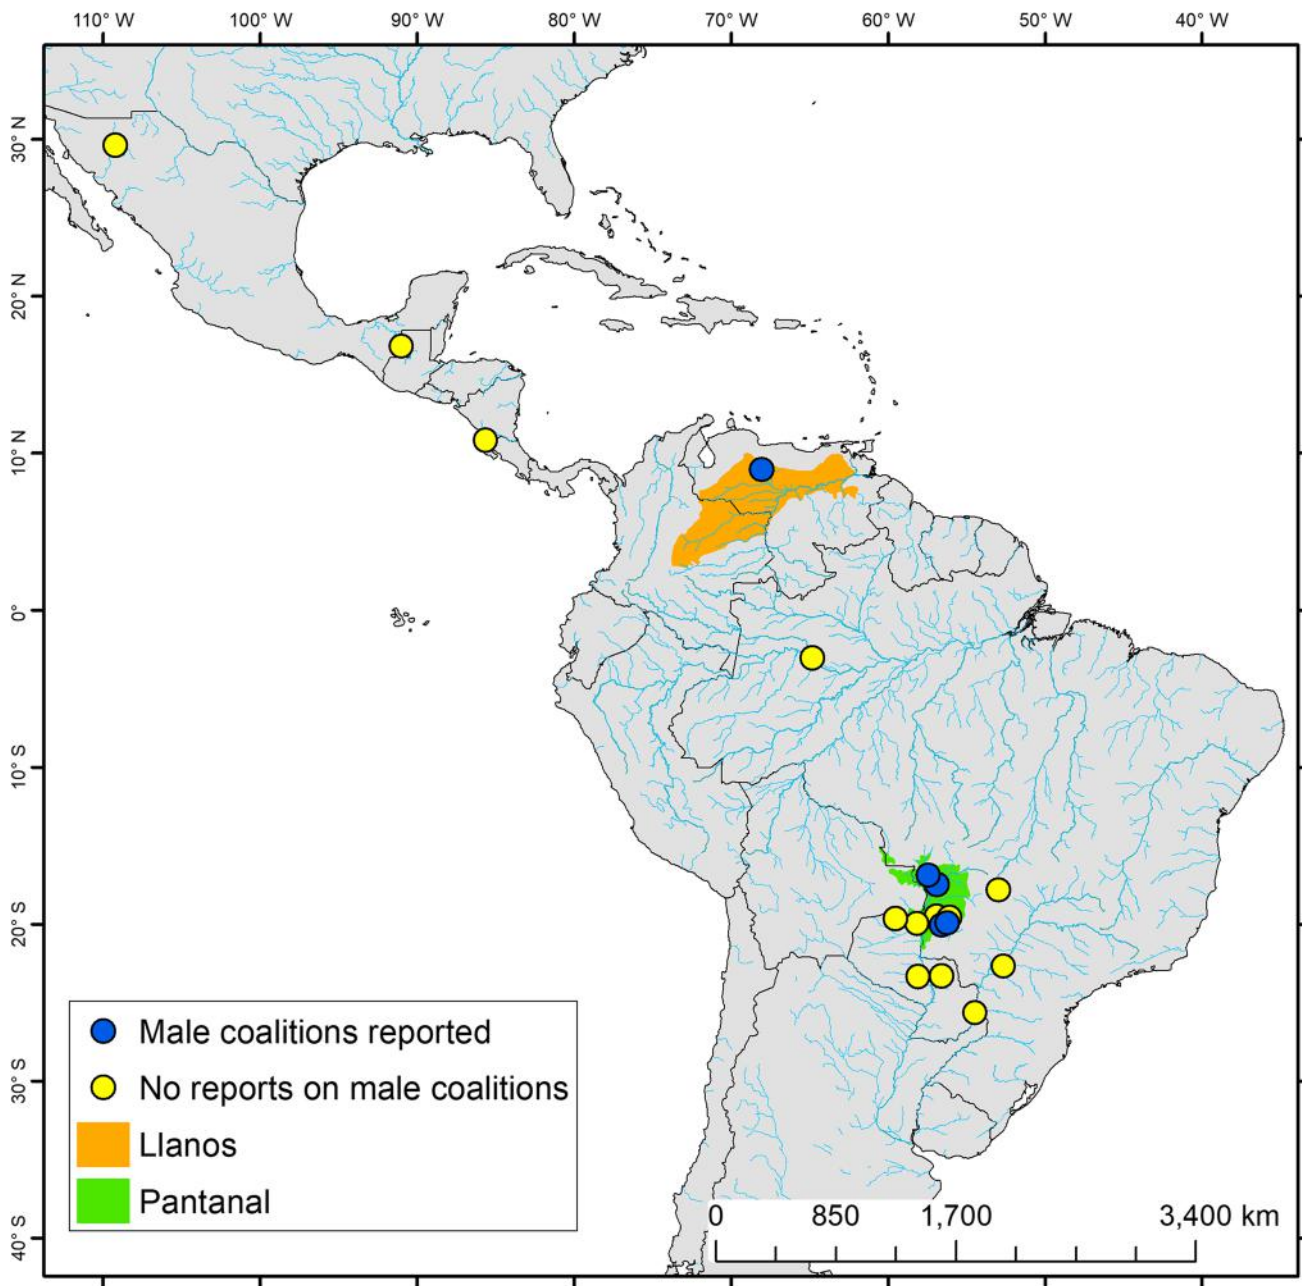 110° W 100° W 90° W 80° W 70° W 60° W 50° W 40° W
30° N
20° N
10° N
0°
10° S
20° S
30° S
40° S
Male coalitions reported
No reports on male coalitions
Llanos
Pantanal
0 850 1,700 3,400 km